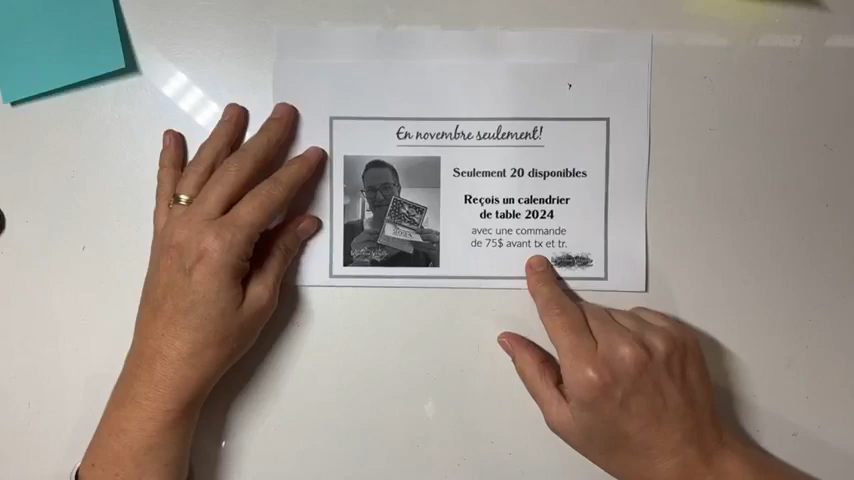 En novembre seulement!
Seulement 20 disponibles
Reçois un calendrier
de table 2024
avec une commande
de 75$ avant tx et tr.